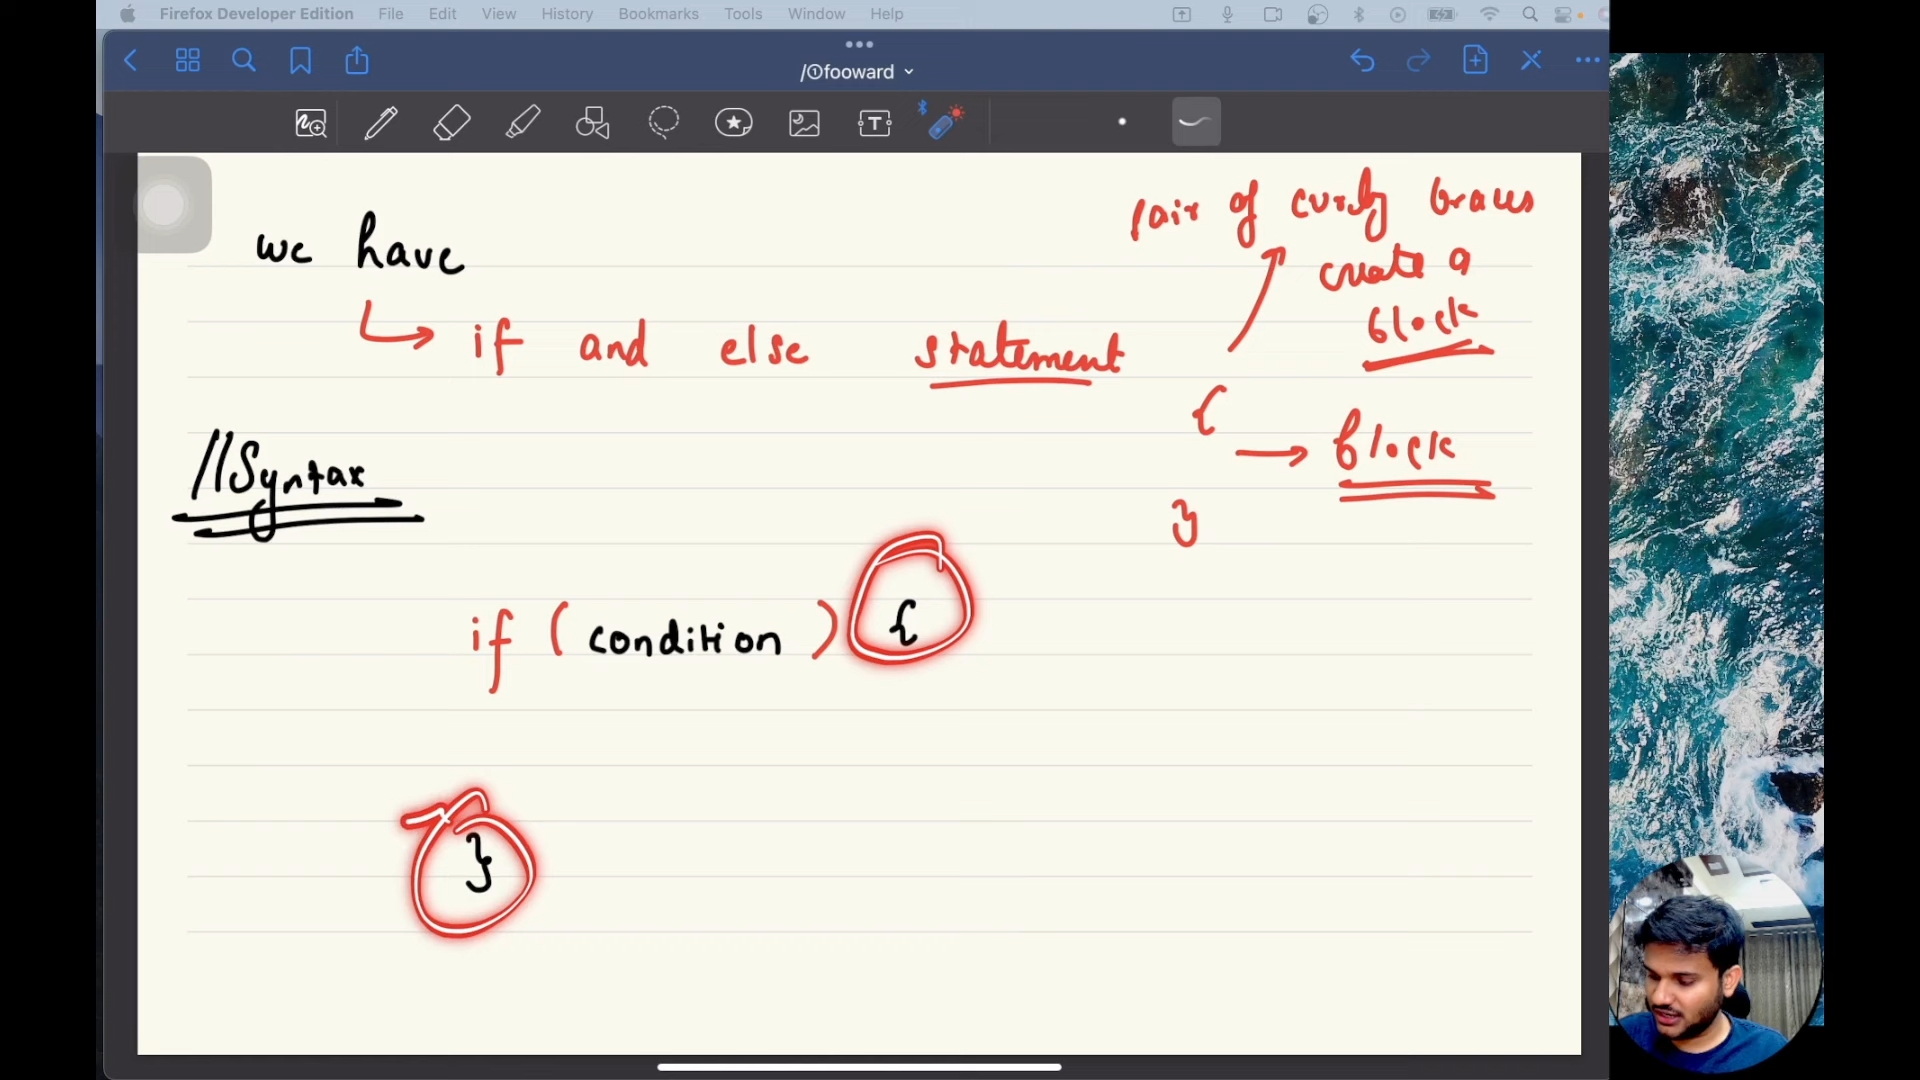 Firefox Developer Edition File Edit View History Bookmarks Tools Window Help
/①fooward
T
we have
if and else statement
pair of curly braces
create a
block
{
block
}
//Syntax
if ( condition ) {
}